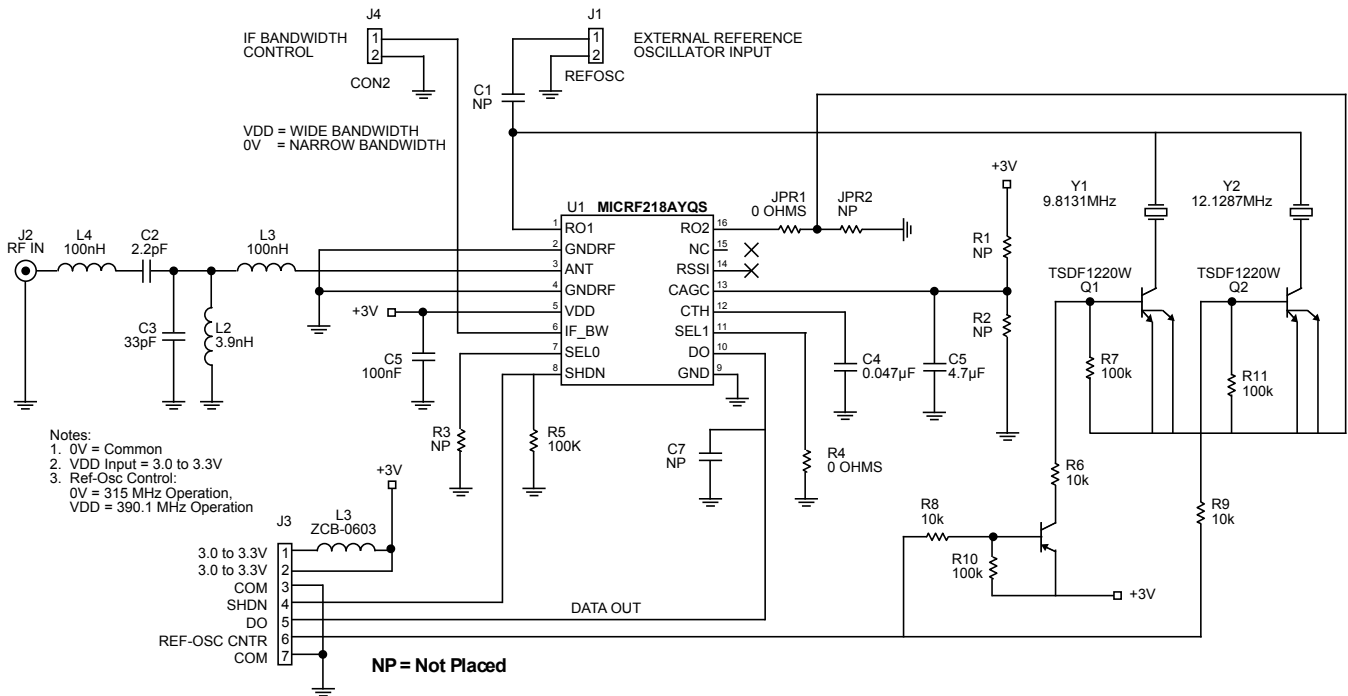 J4
J1
IF BANDWIDTH
CONTROL
1
2
CON2
1
2
EXTERNAL REFERENCE
OSCILLATOR INPUT
REFOSC
C1
NP
VDD = WIDE BANDWIDTH
0V = NARROW BANDWIDTH
+3V
Y1
9.8131MHz
Y2
12.1287MHz
JPR1
0 OHMS
JPR2
NP
U1 MICRF218AYQS
1 RO1
2 GNDRF
3 ANT
4 GNDRF
5 VDD
6 IF_BW
7 SEL0
8 SHDN
RO2 16
NC 15
RSSI 14
CAGC 13
CTH 12
SEL1 11
DO 10
GND 9
J2
RF IN
L4
100nH
C2
2.2pF
L3
100nH
C3
33pF
L2
3.9nH
+3V
C5
100nF
R1
NP
R2
NP
TSDF1220W
Q1
TSDF1220W
Q2
C4
0.047µF
C5
4.7µF
R7
100k
R11
100k
R3
NP
R5
100K
C7
NP
R4
0 OHMS
Notes:
1. 0V = Common
2. VDD Input = 3.0 to 3.3V
3. Ref-Osc Control:
0V = 315 MHz Operation,
VDD = 390.1 MHz Operation
+3V
R6
10k
R8
10k
R9
10k
R10
100k
+3V
J3
L3
ZCB-0603
3.0 to 3.3V 1
3.0 to 3.3V 2
COM 3
SHDN 4
DO 5
REF-OSC CNTR 6
COM 7
DATA OUT
NP = Not Placed